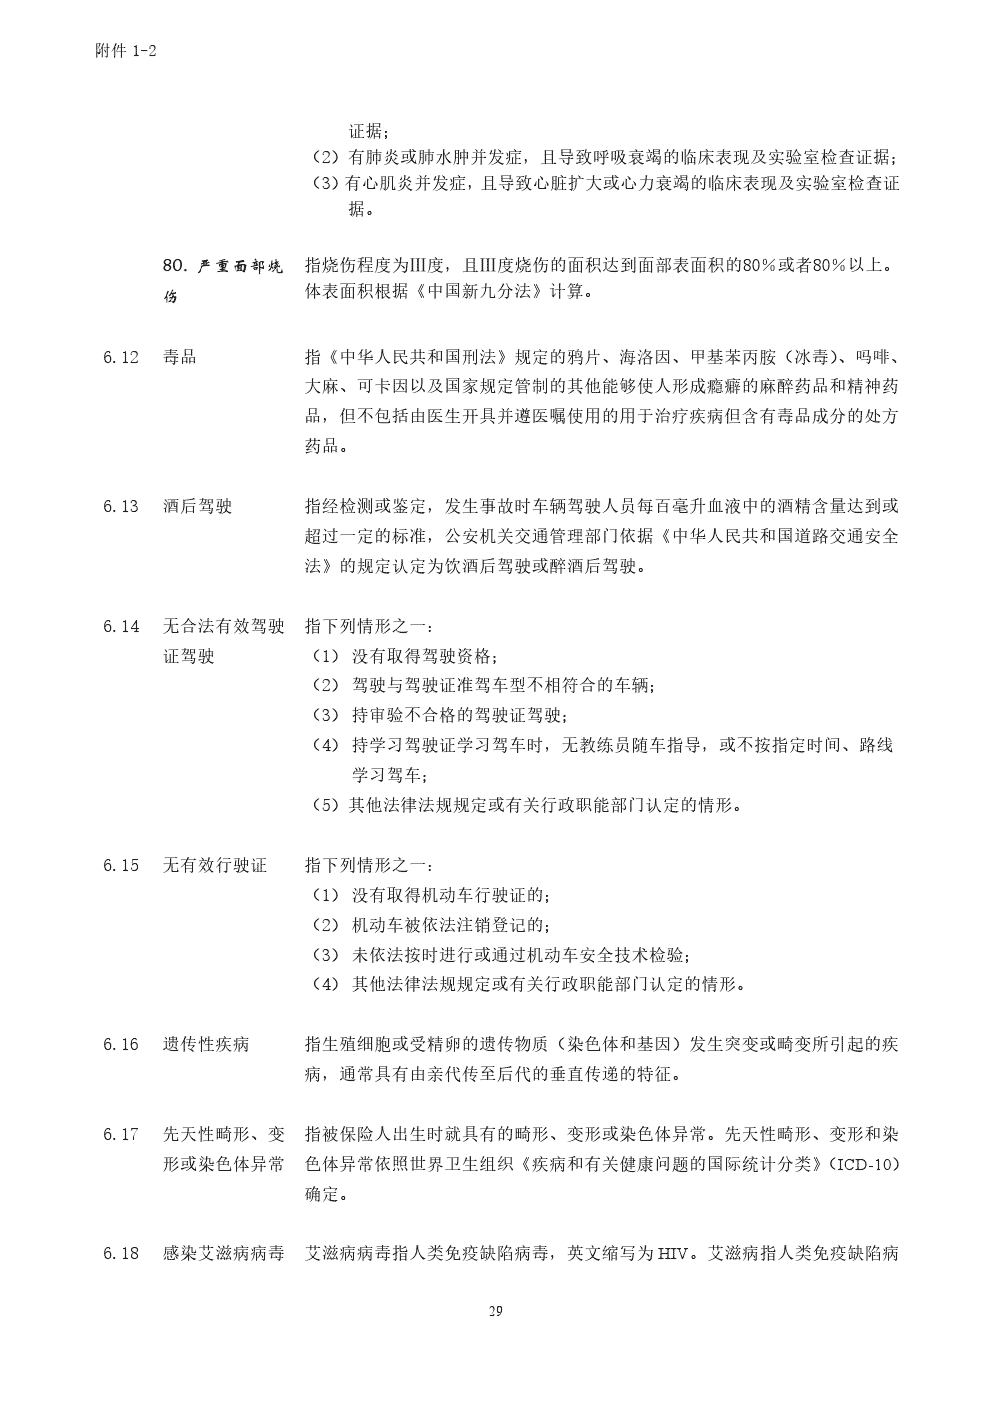 附件 1-2
证据；
（2）有肺炎或肺水肿并发症，且导致呼吸衰竭的临床表现及实验室检查证据；
（3）有心肌炎并发症，且导致心脏扩大或心力衰竭的临床表现及实验室检查证
据。
80. 严重面部烧 指烧伤程度为Ⅲ度，且Ⅲ度烧伤的面积达到面部表面积的80％或者80％以上。
伤 体表面积根据《中国新九分法》计算。
6.12 毒品 指《中华人民共和国刑法》规定的鸦片、海洛因、甲基苯丙胺（冰毒）、吗啡、
大麻、可卡因以及国家规定管制的其他能够使人形成瘾癖的麻醉药品和精神药
品，但不包括由医生开具并遵医嘱使用的用于治疗疾病但含有毒品成分的处方
药品。
6.13 酒后驾驶 指经检测或鉴定，发生事故时车辆驾驶人员每百毫升血液中的酒精含量达到或
超过一定的标准，公安机关交通管理部门依据《中华人民共和国道路交通安全
法》的规定认定为饮酒后驾驶或醉酒后驾驶。
6.14 无合法有效驾驶 指下列情形之一：
证驾驶 （1） 没有取得驾驶资格；
（2） 驾驶与驾驶证准驾车型不相符合的车辆；
（3） 持审验不合格的驾驶证驾驶；
（4） 持学习驾驶证学习驾车时，无教练员随车指导，或不按指定时间、路线
学习驾车；
（5）其他法律法规规定或有关行政职能部门认定的情形。
6.15 无有效行驶证 指下列情形之一：
（1） 没有取得机动车行驶证的；
（2） 机动车被依法注销登记的；
（3） 未依法按时进行或通过机动车安全技术检验；
（4） 其他法律法规规定或有关行政职能部门认定的情形。
6.16 遗传性疾病 指生殖细胞或受精卵的遗传物质（染色体和基因）发生突变或畸变所引起的疾
病，通常具有由亲代传至后代的垂直传递的特征。
6.17 先天性畸形、变 指被保险人出生时就具有的畸形、变形或染色体异常。先天性畸形、变形和染
形或染色体异常 色体异常依照世界卫生组织《疾病和有关健康问题的国际统计分类》（ICD-10）
确定。
6.18 感染艾滋病病毒 艾滋病病毒指人类免疫缺陷病毒，英文缩写为 HIV。艾滋病指人类免疫缺陷病
29